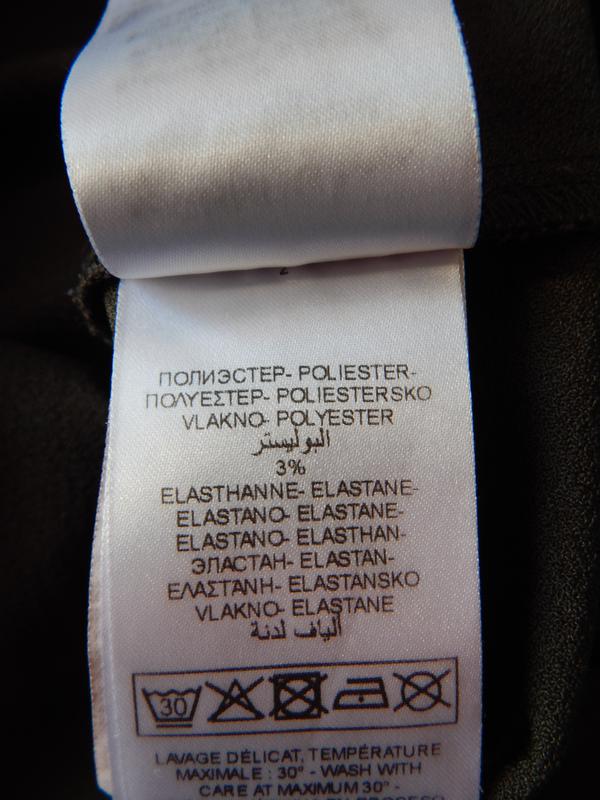 2
ПОЛИЭСТЕР- POLIESTER-
ΠΟΛΥΕΣΤΕΡ- POLIESTERSKO
VLAKNO- POLYESTER
البوليستر
3%
ELASTHANNE- ELASTANE-
ELASTANO- ELASTANE-
ELASTANO- ELASTHAN-
ЭЛАСТАН- ELASTAN-
ΕΛΑΣΤΑΝΗ- ELASTANSKO
VLAKNO- ELASTANE
ألياف لدنة
30
LAVAGE DÉLICAT, TEMPÉRATURE
MAXIMALE : 30° - WASH WITH
CARE AT MAXIMUM 30° -